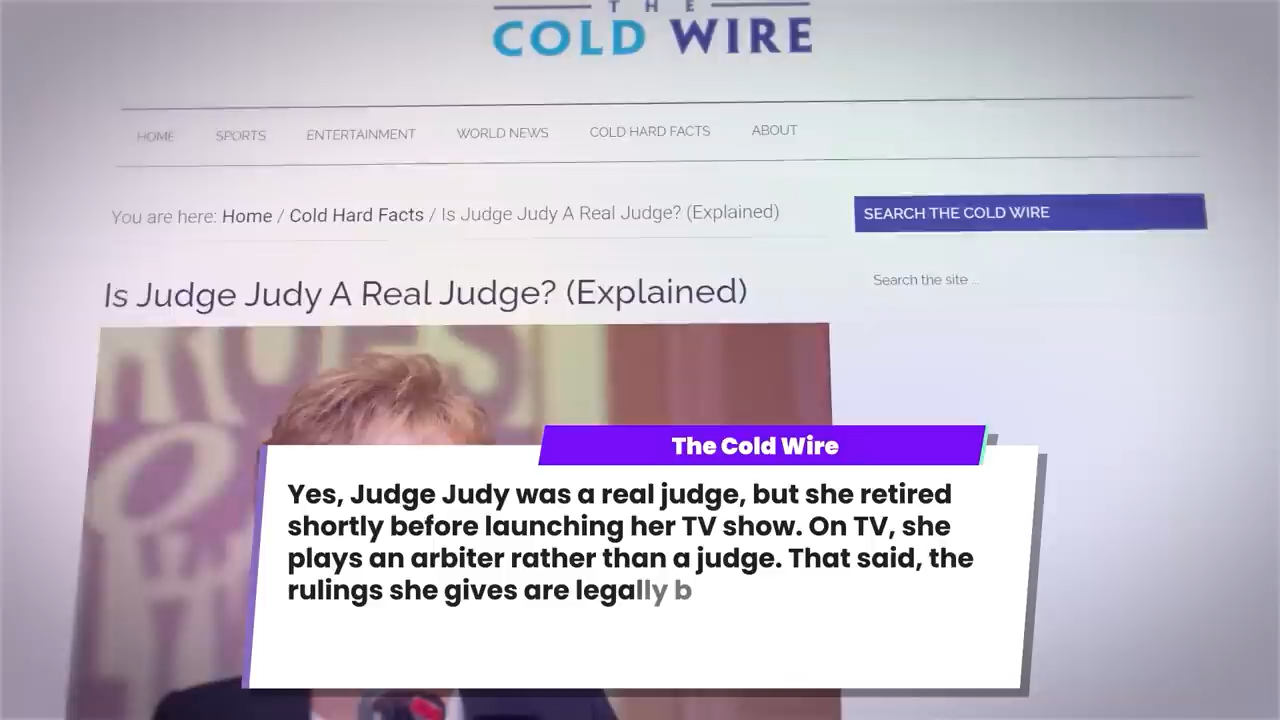 THE
COLD WIRE
HOME SPORTS ENTERTAINMENT WORLD NEWS COLD HARD FACTS ABOUT
You are here: Home / Cold Hard Facts / Is Judge Judy A Real Judge? (Explained)
SEARCH THE COLD WIRE
Search the site ...
Is Judge Judy A Real Judge? (Explained)
The Cold Wire
Yes, Judge Judy was a real judge, but she retired
shortly before launching her TV show. On TV, she
plays an arbiter rather than a judge. That said, the
rulings she gives are legally b